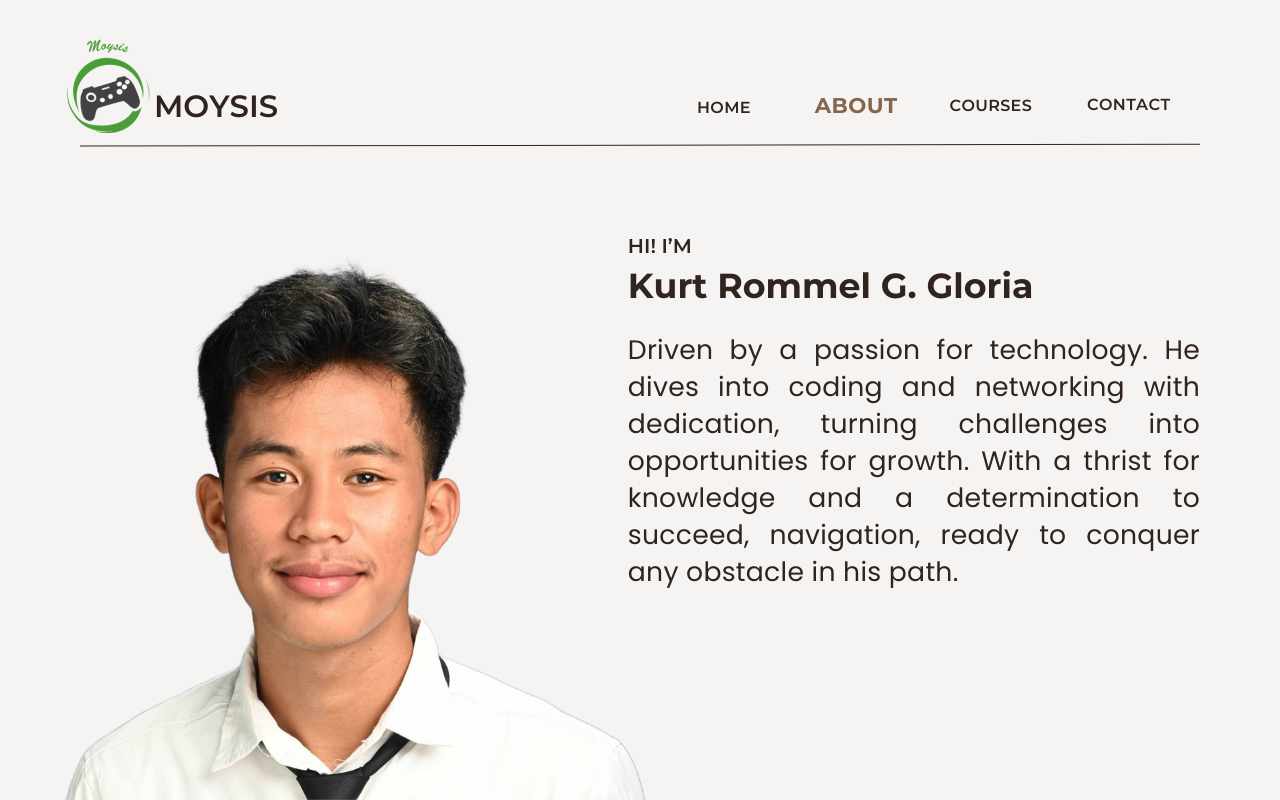 Moysis
MOYSIS
HOME
ABOUT
COURSES
CONTACT
HI! I’M
Kurt Rommel G. Gloria
Driven by a passion for technology. He
dives into coding and networking with
dedication, turning challenges into
opportunities for growth. With a thrist for
knowledge and a determination to
succeed, navigation, ready to conquer
any obstacle in his path.